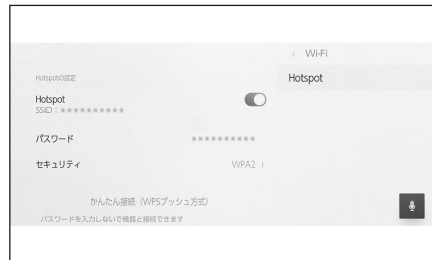 < Wi-Fi
Hotspot
Hotspotの設定
Hotspot
SSID：**********
パスワード **********
セキュリティ WPA2
かんたん接続（WPSプッシュ方式）
パスワードを入力しないで機器と接続できます